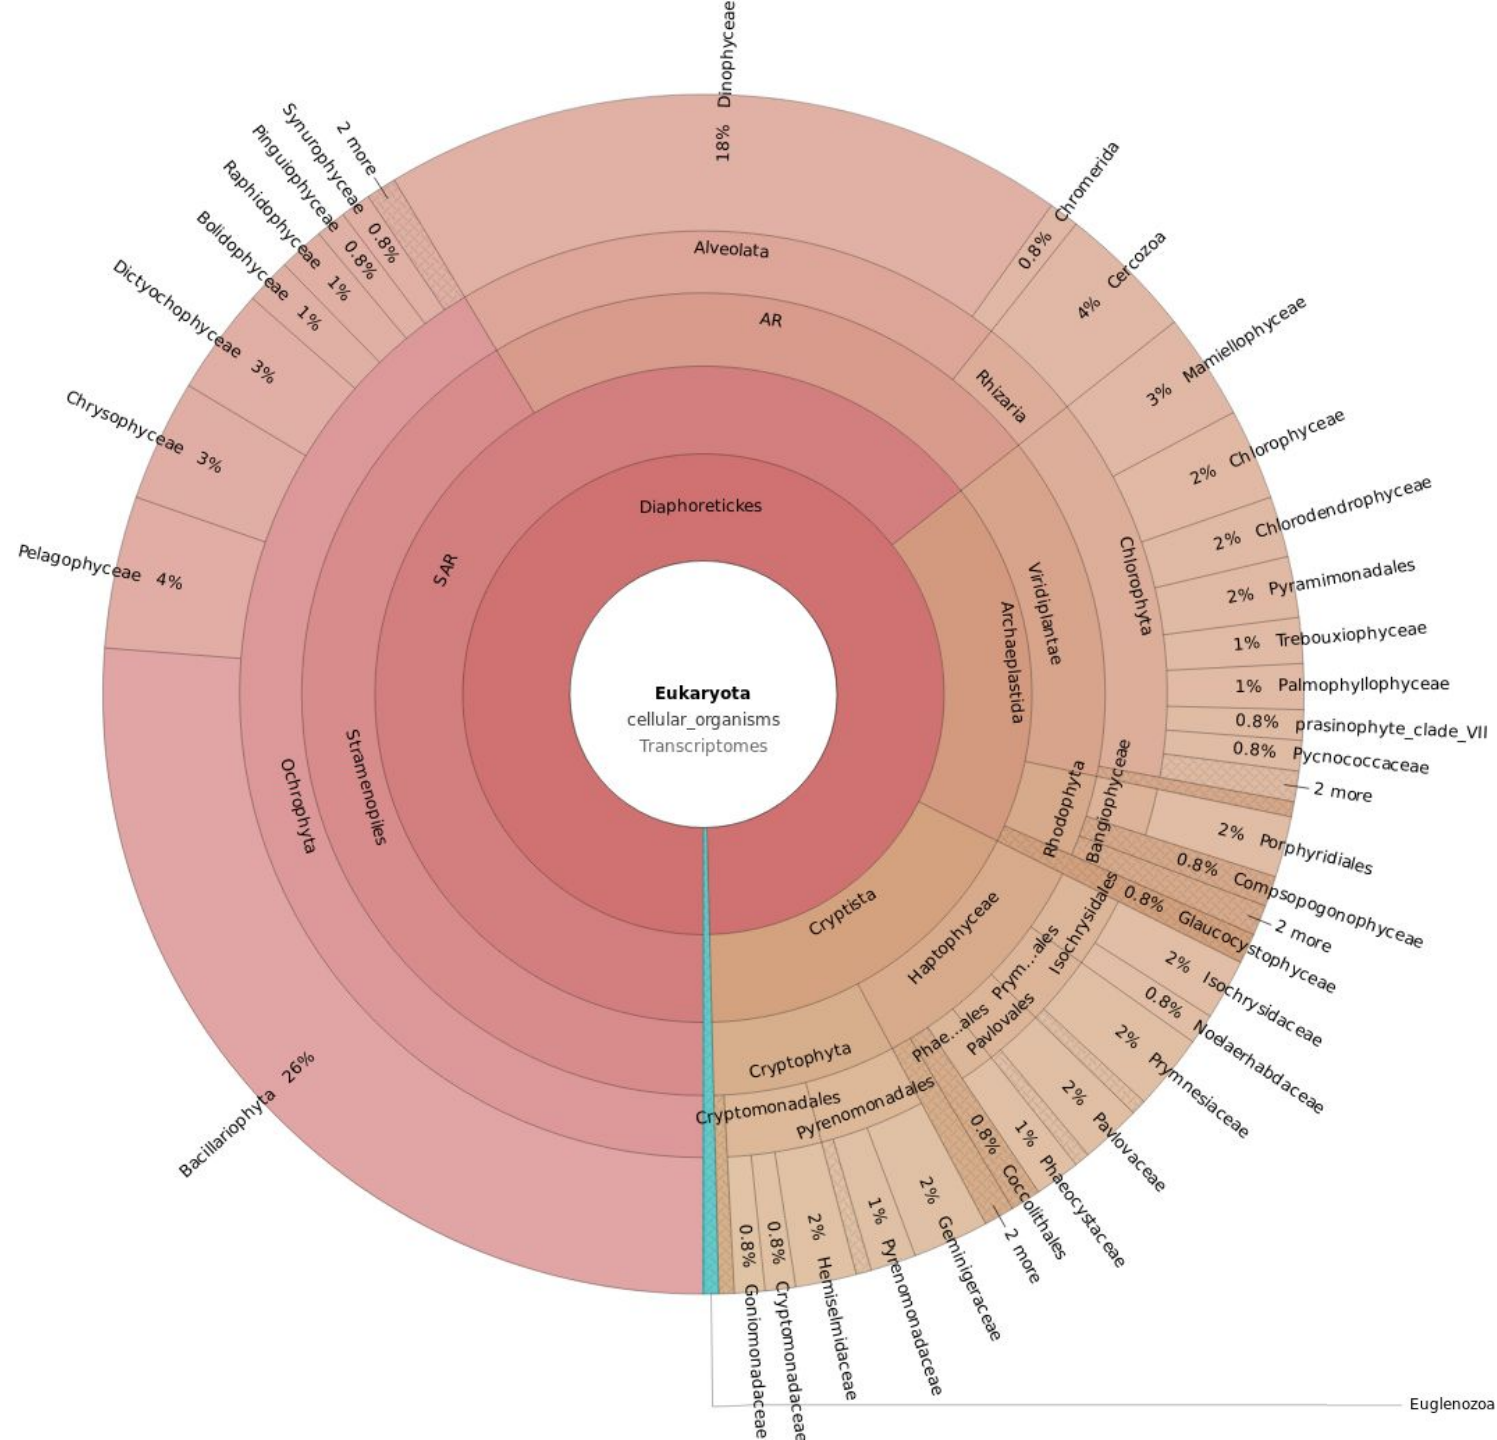 Eukaryota
cellular_organisms
Transcriptomes
Diaphoretickes
SAR
Stramenopiles
Ochrophyta
AR
Alveolata
Rhizaria
Archaeplastida
Viridiplantae
Chlorophyta
Rhodophyta
Bangiophyceae
Cryptista
Haptophyceae
Cryptophyta
Cryptomonadales
Pyrenomonadales
Phae...ales
Pavlovales
Prym...ales
Isochrysidales
18% Dinophyceae
0.8% Chromerida
4% Cercozoa
3% Mamiellophyceae
2% Chlorophyceae
2% Chlorodendrophyceae
2% Pyramimonadales
1% Trebouxiophyceae
1% Palmophyllophyceae
0.8% prasinophyte_clade_VII
0.8% Pycnococcaceae
2 more
2% Porphyridiales
0.8% Compsopogonophyceae
2 more
0.8% Glaucocystophyceae
2% Isochrysidaceae
0.8% Noelaerhabdaceae
2% Prymnesiaceae
2% Pavlovaceae
1% Phaeocystaceae
0.8% Coccolithales
2 more
2% Geminigeraceae
1% Pyrenomonadaceae
2% Hemiselmidaceae
0.8% Cryptomonadaceae
0.8% Goniomonadaceae
Euglenozoa
Bacillariophyta 26%
Pelagophyceae 4%
Chrysophyceae 3%
Dictyochophyceae 3%
Bolidophyceae 1%
Raphidophyceae 1%
Pinguiophyceae 0.8%
Synurophyceae 0.8%
2 more